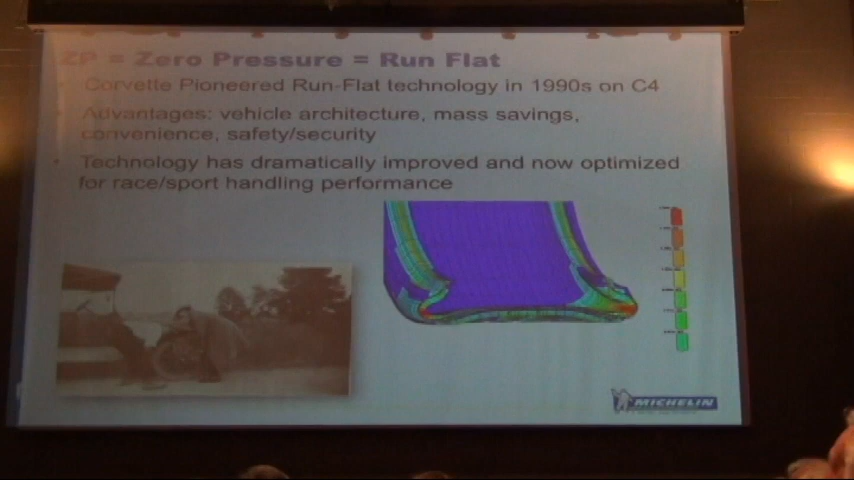 ZP = Zero Pressure = Run Flat
• Corvette Pioneered Run-Flat technology in 1990s on C4
• Advantages: vehicle architecture, mass savings,
convenience, safety/security
• Technology has dramatically improved and now optimized
for race/sport handling performance
MICHELIN